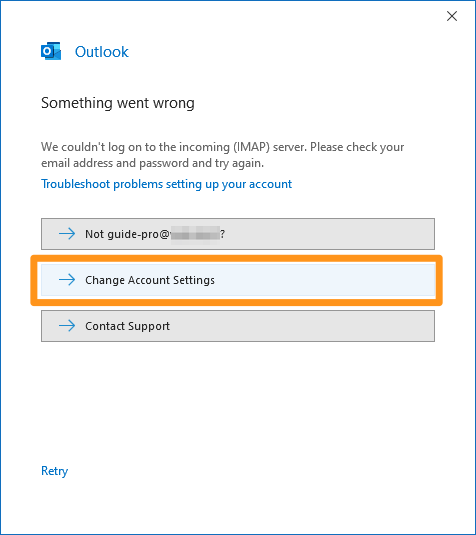 Outlook
Something went wrong
We couldn't log on to the incoming (IMAP) server. Please check your
email address and password and try again.
Troubleshoot problems setting up your account
Not guide-pro@ ?
Change Account Settings
Contact Support
Retry